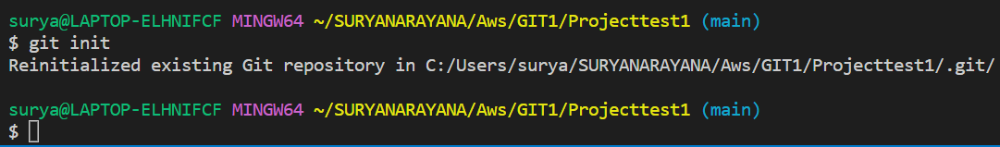 surya@LAPTOP-ELHNIFCF MINGW64 ~/SURYANARAYANA/Aws/GIT1/Projecttest1 (main)
$ git init
Reinitialized existing Git repository in C:/Users/surya/SURYANARAYANA/Aws/GIT1/Projecttest1/.git/
surya@LAPTOP-ELHNIFCF MINGW64 ~/SURYANARAYANA/Aws/GIT1/Projecttest1 (main)
$